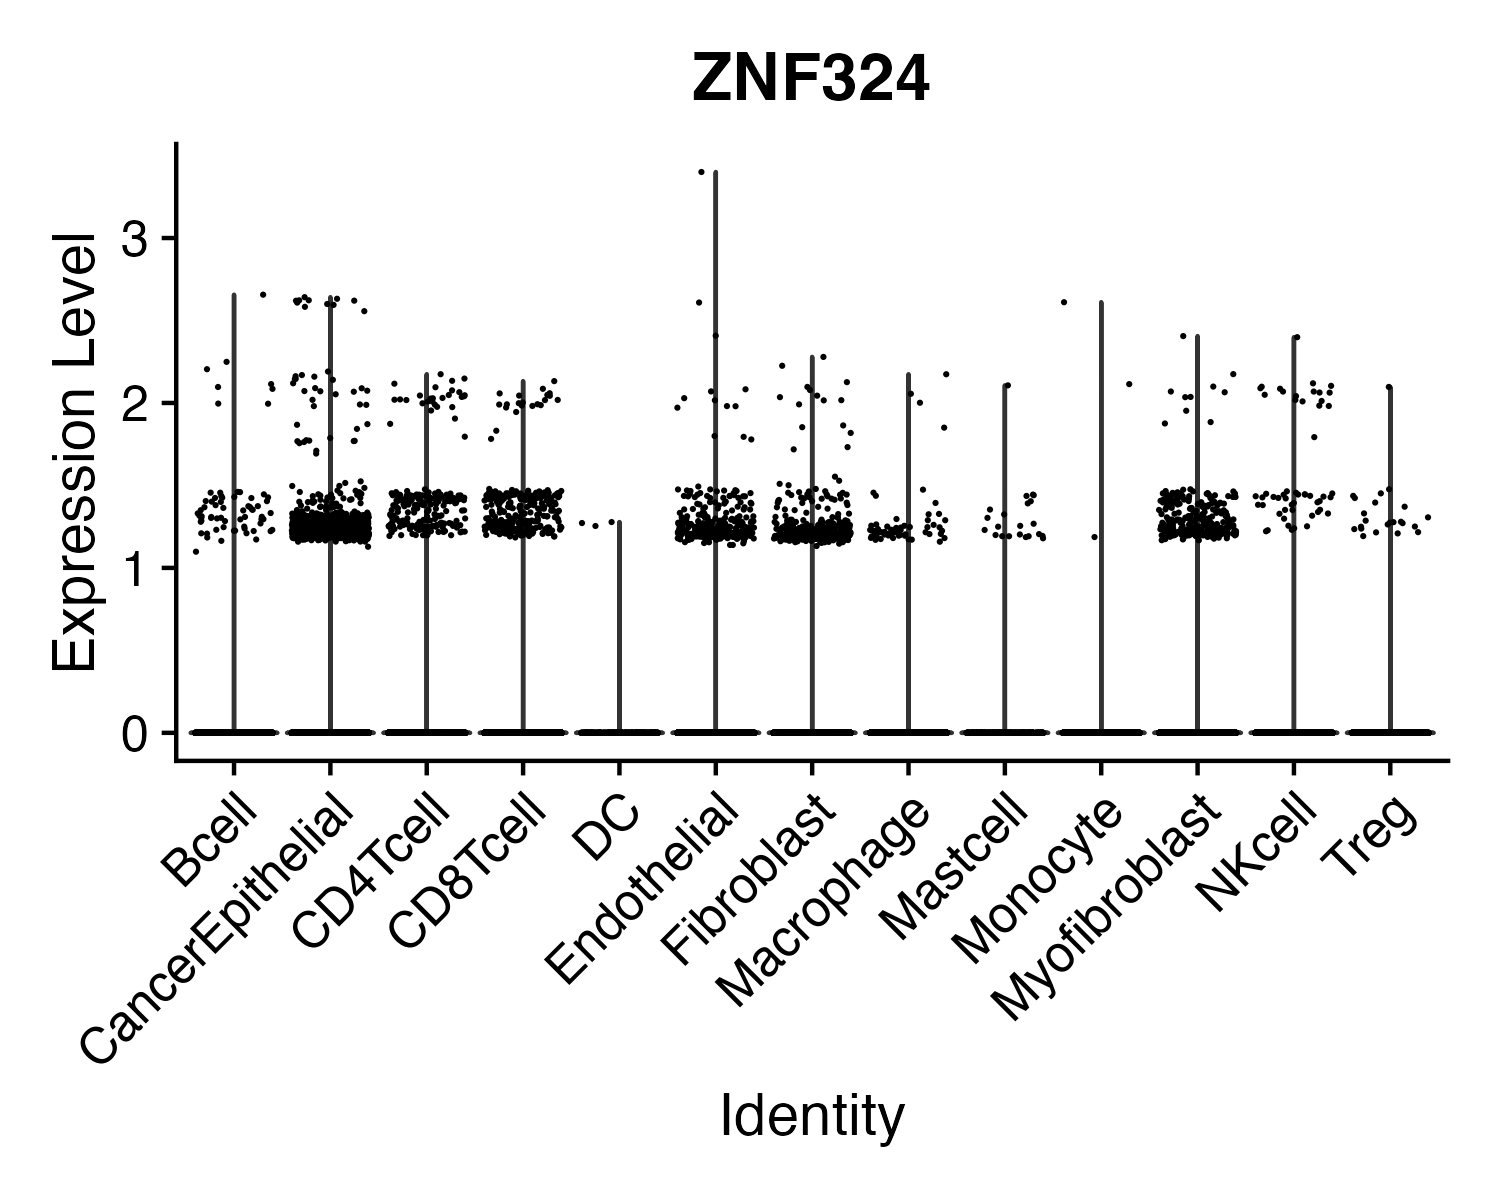 ZNF324
Expression Level
3
2
1
0
Bcell
CancerEpithelial
CD4Tcell
CD8Tcell
DC
Endothelial
Fibroblast
Macrophage
Mastcell
Monocyte
Myofibroblast
NKcell
Treg
Identity